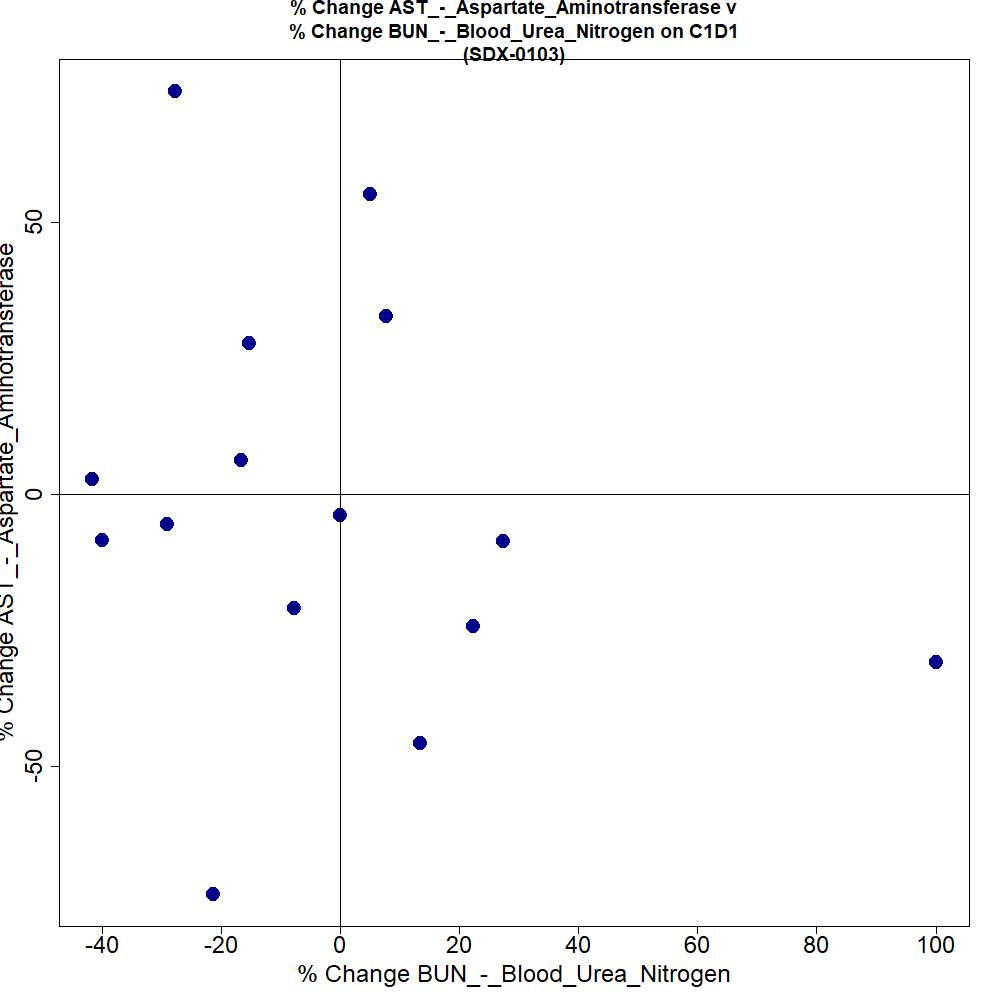 % Change AST_-_Aspartate_Aminotransferase v
% Change BUN_-_Blood_Urea_Nitrogen on C1D1
(SDX-0103)
% Change AST_-_Aspartate_Aminotransferase
50
0
-50
-40 -20 0 20 40 60 80 100
% Change BUN_-_Blood_Urea_Nitrogen